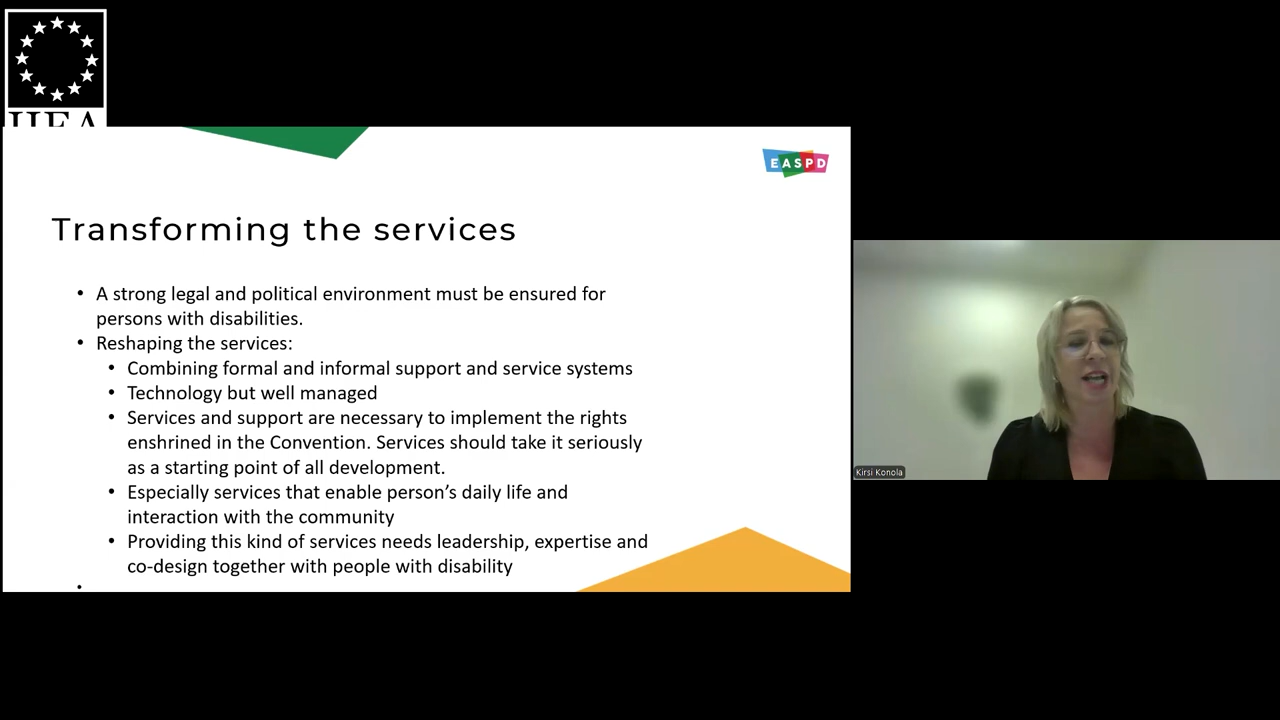 EASPD
Transforming the services
• A strong legal and political environment must be ensured for
persons with disabilities.
• Reshaping the services:
• Combining formal and informal support and service systems
• Technology but well managed
• Services and support are necessary to implement the rights
enshrined in the Convention. Services should take it seriously
as a starting point of all development.
• Especially services that enable person's daily life and
interaction with the community
• Providing this kind of services needs leadership, expertise and
co-design together with people with disability
•
Kirsi Konola